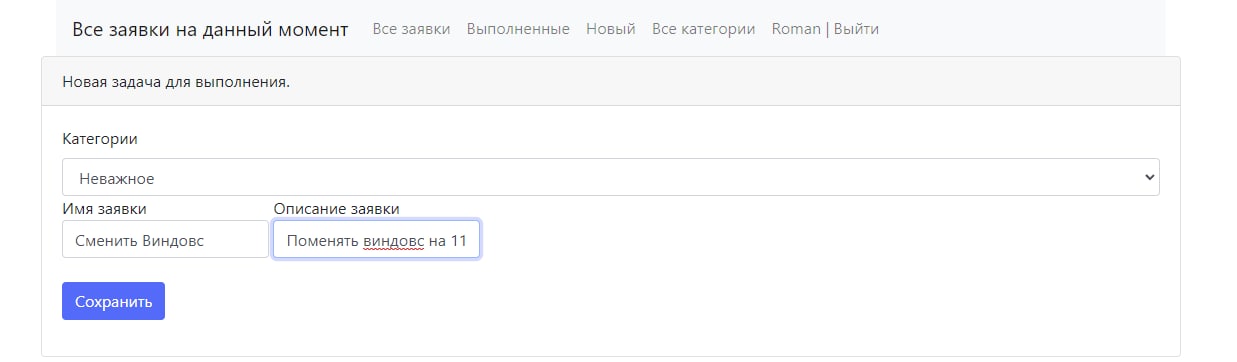 Все заявки на данный момент Все заявки Выполненные Новый Все категории Roman | Выйти
Новая задача для выполнения.
Категории
Неважное
Имя заявки Описание заявки
Сменить Виндовс Поменять виндовс на 11
Сохранить